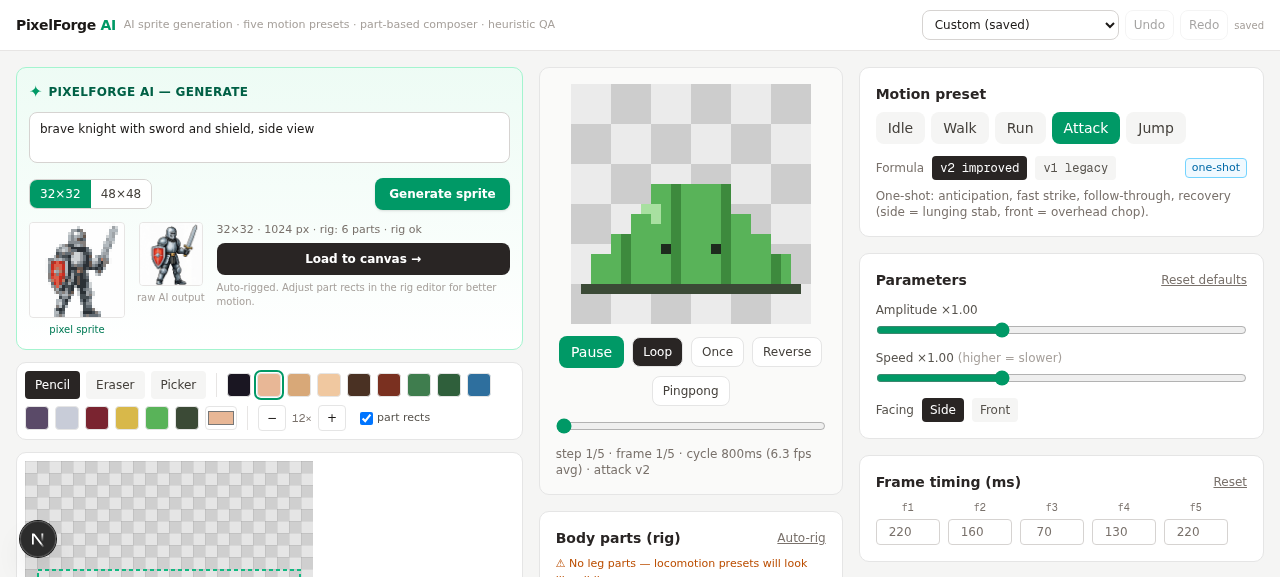 PixelForge AI AI sprite generation · five motion presets · part-based composer · heuristic QA
Custom (saved) Undo Redo saved
✦ PIXELFORGE AI — GENERATE
brave knight with sword and shield, side view
32×32 48×48 Generate sprite
32×32 · 1024 px · rig: 6 parts · rig ok
Load to canvas →
Auto-rigged. Adjust part rects in the rig editor for better
motion.
raw AI output
pixel sprite
Pencil Eraser Picker
− 12× + part rects
N
Pause Loop Once Reverse
Pingpong
step 1/5 · frame 1/5 · cycle 800ms (6.3 fps
avg) · attack v2
Body parts (rig) Auto-rig
⚠ No leg parts — locomotion presets will look
Motion preset
Idle Walk Run Attack Jump
Formula v2 improved v1 legacy one-shot
One-shot: anticipation, fast strike, follow-through, recovery
(side = lunging stab, front = overhead chop).
Parameters Reset defaults
Amplitude ×1.00
Speed ×1.00 (higher = slower)
Facing Side Front
Frame timing (ms) Reset
f1 f2 f3 f4 f5
220 160 70 130 220